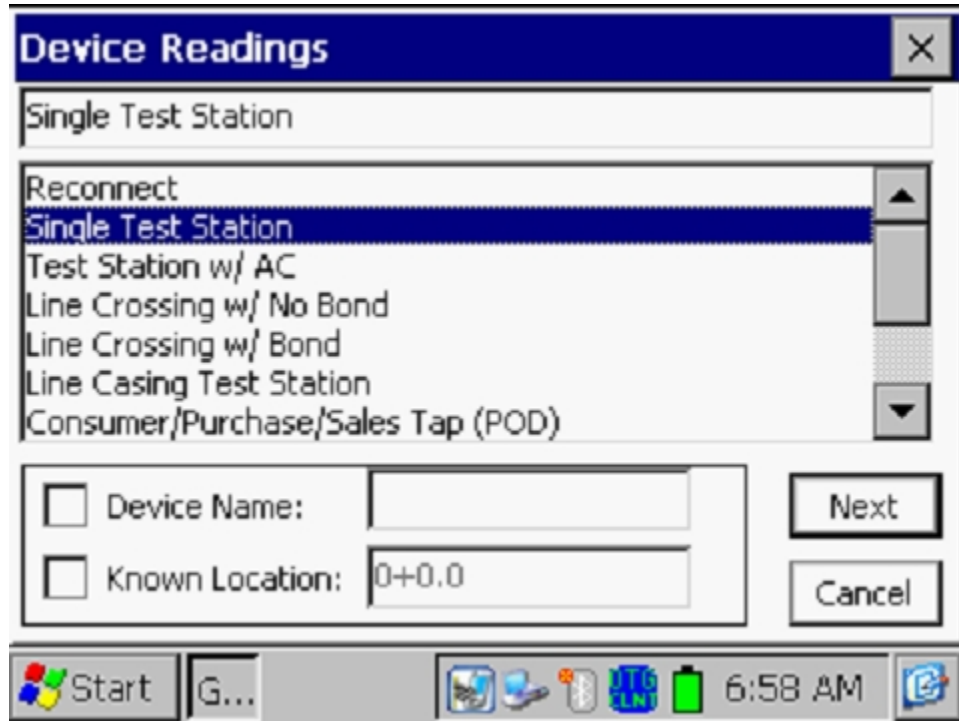 Device Readings
Single Test Station
Reconnect
Single Test Station
Test Station w/ AC
Line Crossing w/ No Bond
Line Crossing w/ Bond
Line Casing Test Station
Consumer/Purchase/Sales Tap (POD)
Device Name:
Next
Known Location: 0+0.0
Cancel
Start G... UTG CLNT 6:58 AM